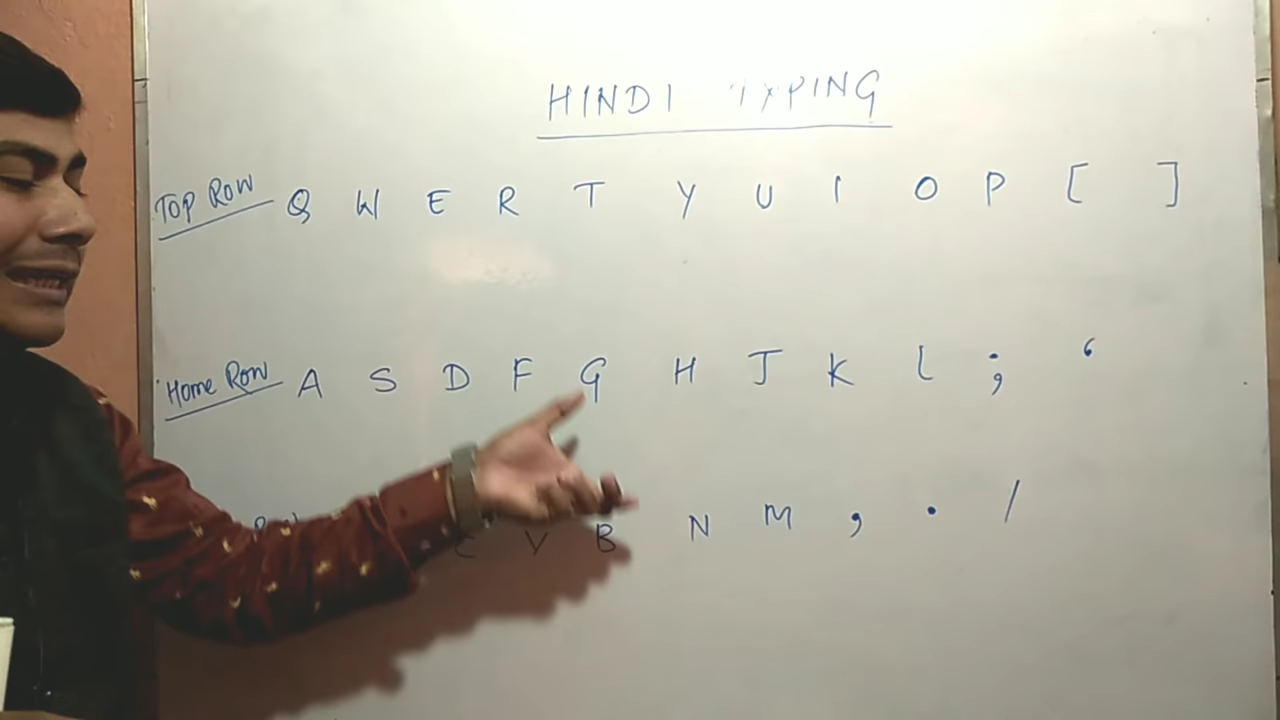 HINDI TYPING
TOP ROW Q W E R T Y U I O P [ ]
Home Row A S D F G H J K L ; ‘
C V B N M , . /